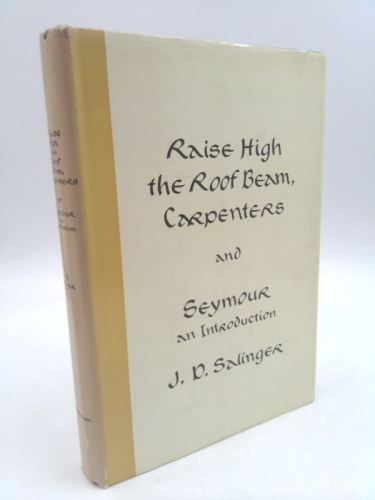 Raise High
the Roof Beam,
Carpenters
and
Seymour
an Introduction
J. D. Salinger